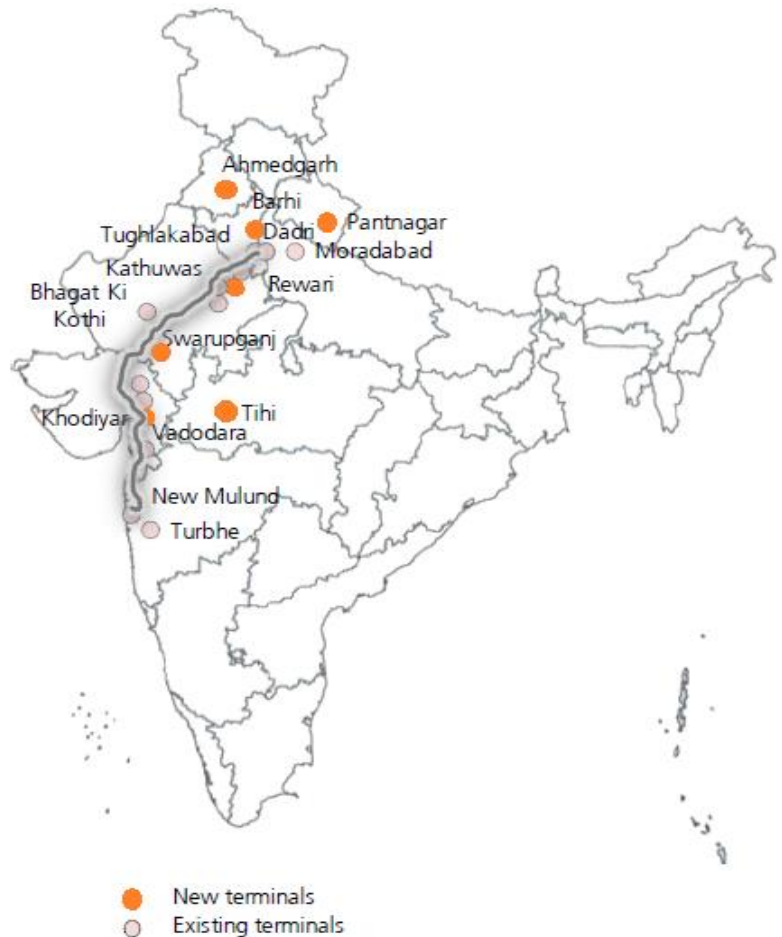 Ahmedgarh
Barhi
Pantnagar
Tughlakabad
Dadri
Moradabad
Kathuwas
Rewari
Bhagat Ki
Kothi
Swarupganj
Tihi
Khodiyar
Vadodara
New Mulund
Turbhe
New terminals
Existing terminals